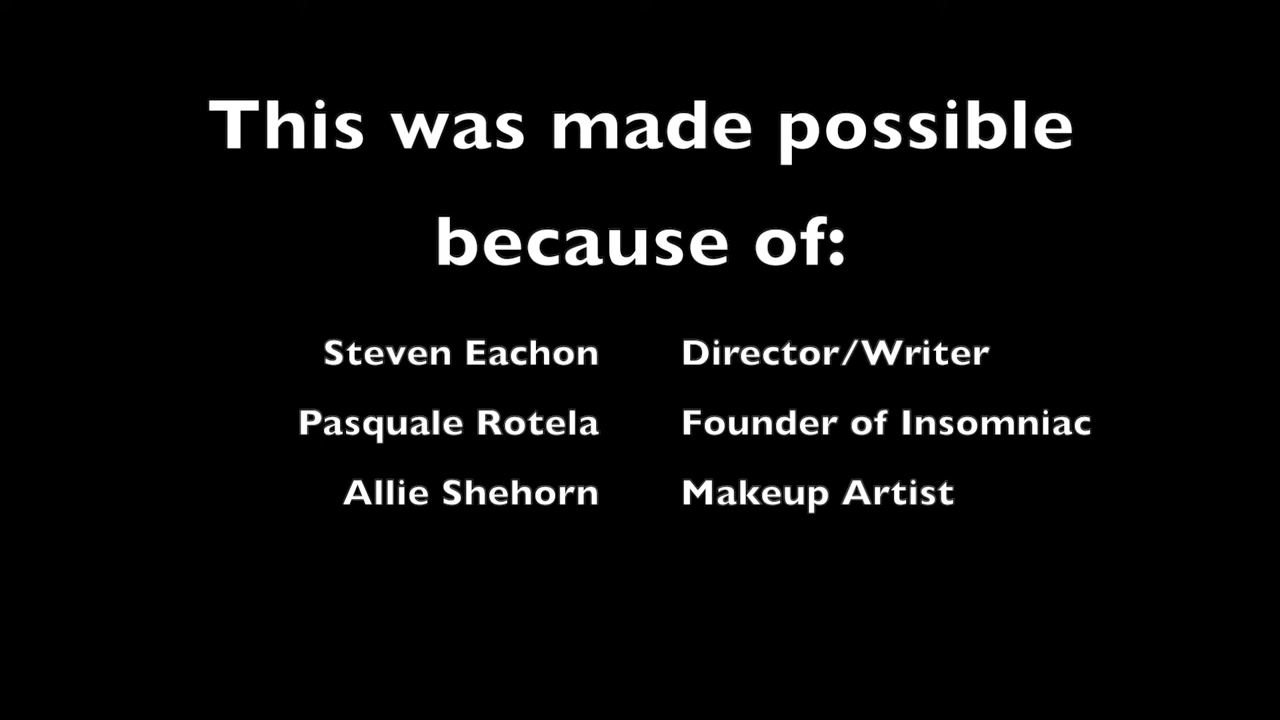 This was made possible
because of:
Steven Eachon Director/Writer
Pasquale Rotela Founder of Insomniac
Allie Shehorn Makeup Artist